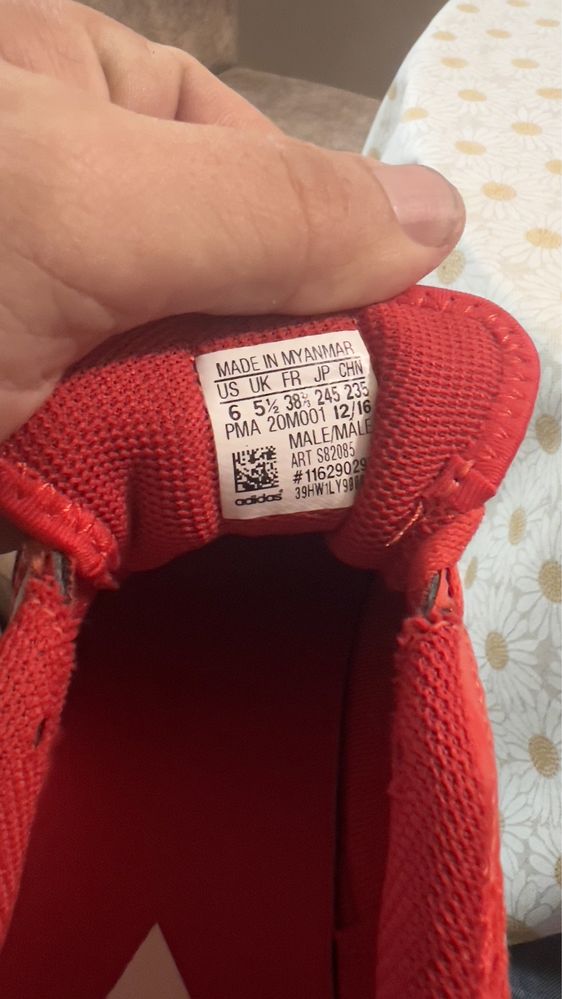 MADE IN MYANMAR
US UK FR JP CHN
6 5½ 38⅔ 245 235
PMA 20M001 12/16
MALE/MALE
ART S82085
#11629029
adidas